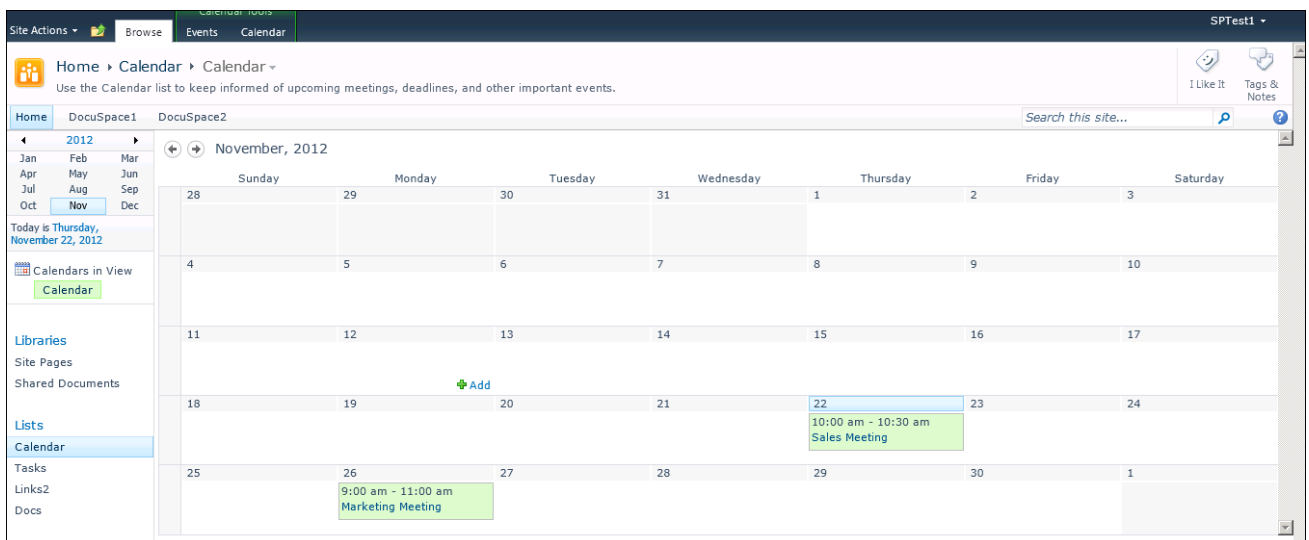 Calendar Tools
SPTest1
Site Actions Browse Events Calendar
Home Calendar Calendar
Use the Calendar list to keep informed of upcoming meetings, deadlines, and other important events.
I Like It Tags &
Notes
Home DocuSpace1 DocuSpace2 Search this site... ?
2012
Jan Feb Mar
Apr May Jun
Jul Aug Sep
Oct Nov Dec
Today is Thursday,
November 22, 2012
Calendars in View
Calendar
Libraries
Site Pages
Shared Documents
Lists
Calendar
Tasks
Links2
Docs
November, 2012
Sunday Monday Tuesday Wednesday Thursday Friday Saturday
28 29 30 31 1 2 3
4 5 6 7 8 9 10
11 12 13 14 15 16 17
Add
18 19 20 21 22 23 24
10:00 am - 10:30 am
Sales Meeting
25 26 27 28 29 30 1
9:00 am - 11:00 am
Marketing Meeting